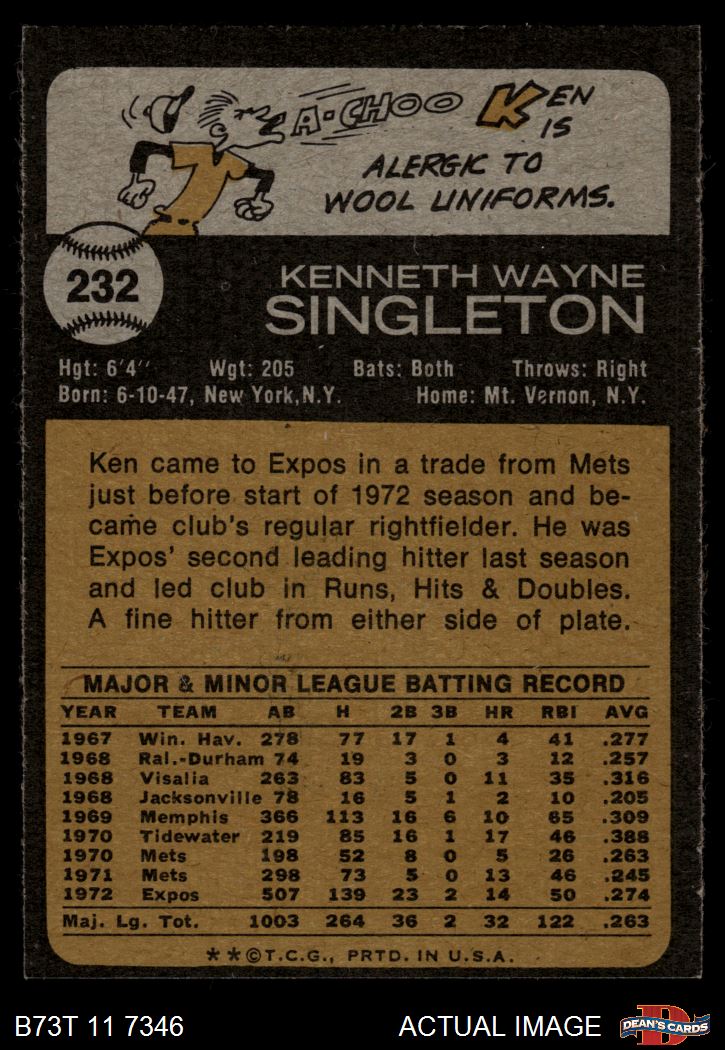 A-CHOO KEN
IS
ALERGIC TO
WOOL UNIFORMS.
232
KENNETH WAYNE
SINGLETON
Hgt: 6'4" Wgt: 205 Bats: Both Throws: Right
Born: 6-10-47, New York, N.Y. Home: Mt. Vernon, N.Y.
Ken came to Expos in a trade from Mets
just before start of 1972 season and be-
came club's regular rightfielder. He was
Expos' second leading hitter last season
and led club in Runs, Hits & Doubles.
A fine hitter from either side of plate.
MAJOR & MINOR LEAGUE BATTING RECORD
YEAR TEAM AB H 2B 3B HR RBI AVG
1967 Win. Hav. 278 77 17 1 4 41 .277
1968 Ral.-Durham 74 19 3 0 3 12 .257
1968 Visalia 263 83 5 0 11 35 .316
1968 Jacksonville 78 16 5 1 2 10 .205
1969 Memphis 366 113 16 6 10 65 .309
1970 Tidewater 219 85 16 1 17 46 .388
1970 Mets 198 52 8 0 5 26 .263
1971 Mets 298 73 5 0 13 46 .245
1972 Expos 507 139 23 2 14 50 .274
Maj. Lg. Tot. 1003 264 36 2 32 122 .263
**©T.C.G., PRTD. IN U.S.A.
B73T 11 7346 ACTUAL IMAGE D DEAN'S CARDS